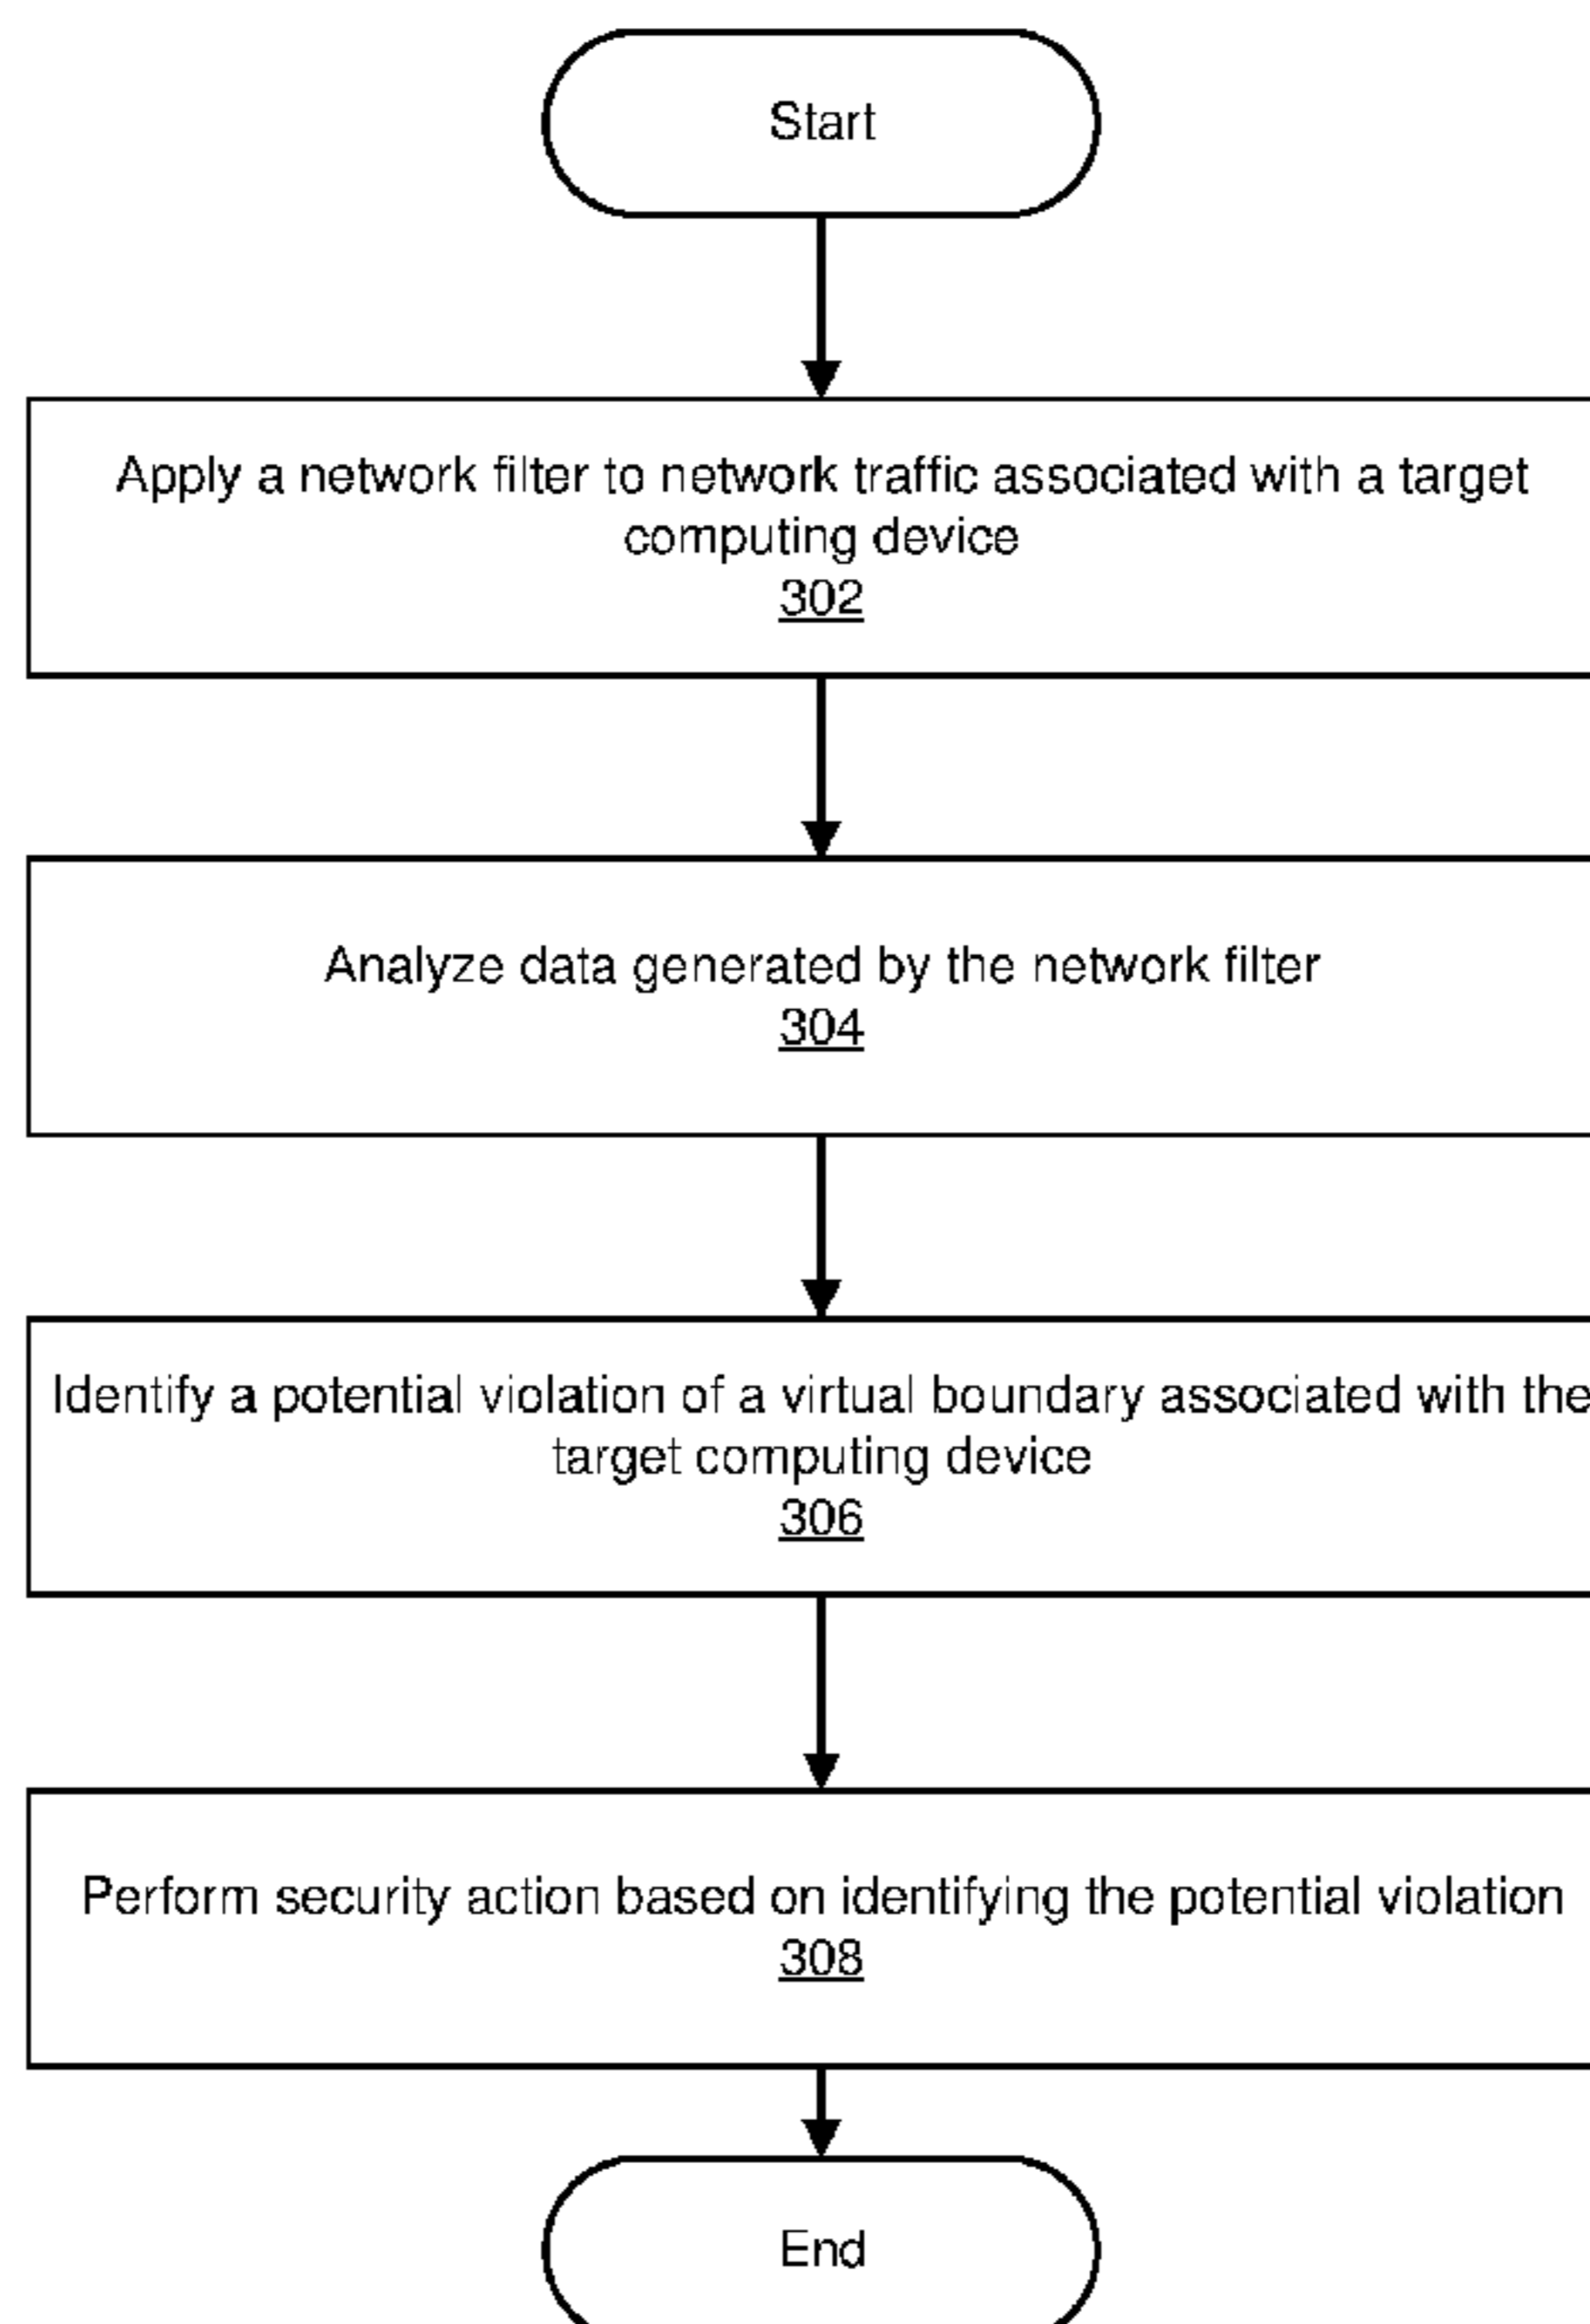 Start
Apply a network filter to network traffic associated with a target
computing device
302
Analyze data generated by the network filter
304
Identify a potential violation of a virtual boundary associated with the
target computing device
306
Perform security action based on identifying the potential violation
308
End